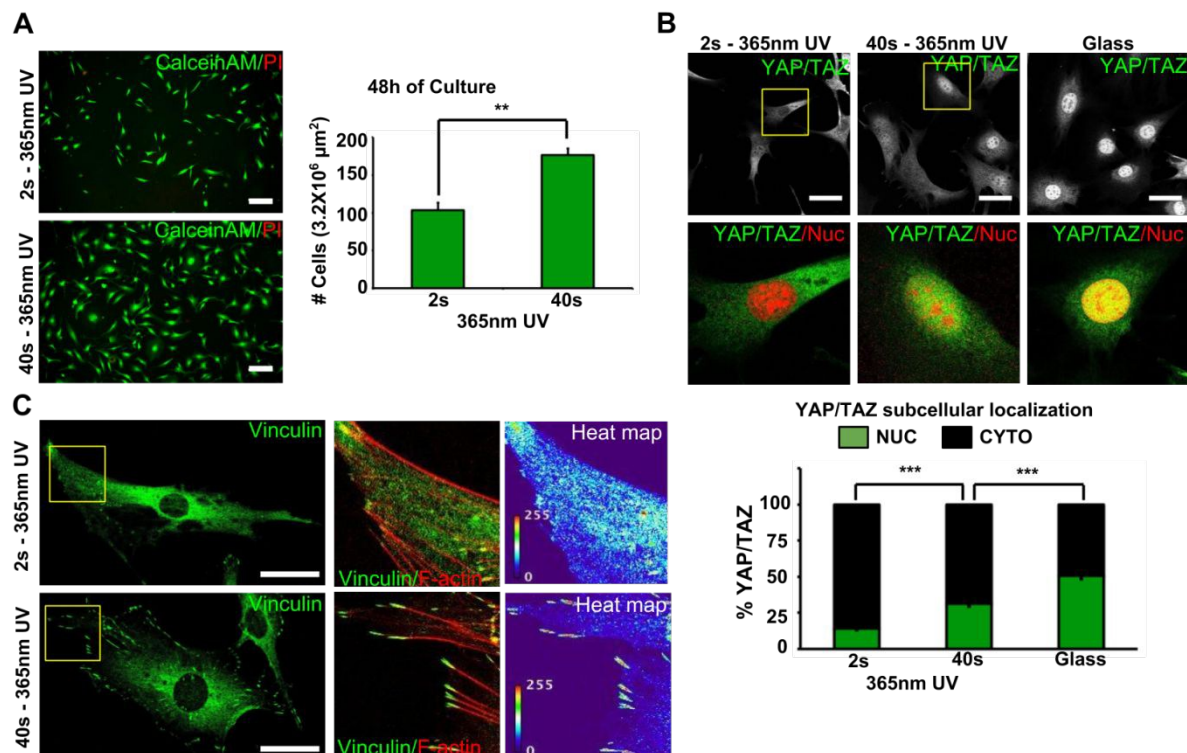 A
2s - 365nm UV
CalceinAM/PI
40s - 365nm UV
CalceinAM/PI
48h of Culture
**
# Cells (3.2X10⁶ µm²)
200
150
100
50
0
2s
40s
365nm UV
B
2s - 365nm UV
40s - 365nm UV
Glass
YAP/TAZ
YAP/TAZ
YAP/TAZ
YAP/TAZ/Nuc
YAP/TAZ/Nuc
YAP/TAZ/Nuc
YAP/TAZ subcellular localization
NUC
CYTO
***
***
% YAP/TAZ
100
75
50
25
0
2s
40s
Glass
365nm UV
C
2s - 365nm UV
Vinculin
Vinculin/F-actin
Heat map
255
0
40s - 365nm UV
Vinculin
Vinculin/F-actin
Heat map
255
0